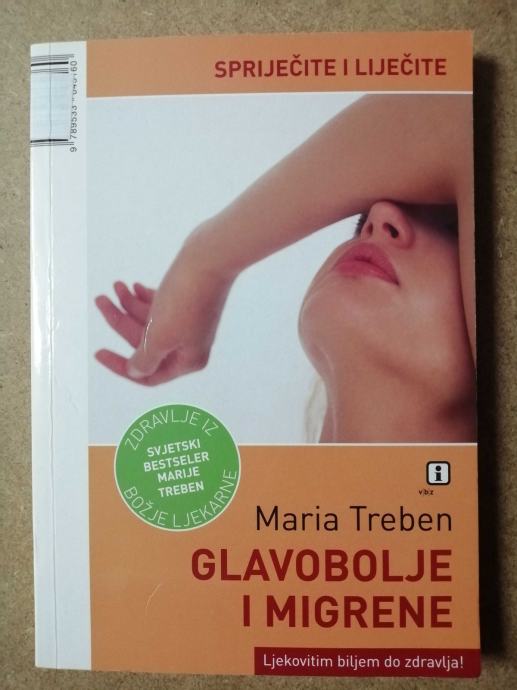 SPRIJEČITE I LIJEČITE
ZDRAVLJE IZ
SVJETSKI
BESTSELER
MARIJE
TREBEN
BOŽJE LJEKARNE
i
v|b|z
Maria Treben
GLAVOBOLJE
I MIGRENE
Ljekovitim biljem do zdravlja!